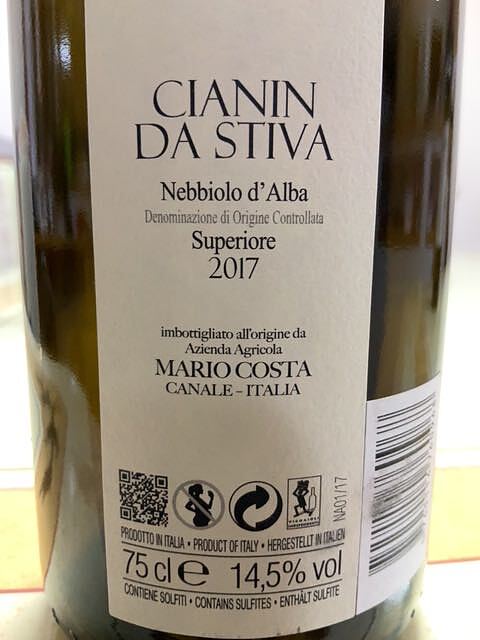 CIANIN
DA STIVA
Nebbiolo d'Alba
Denominazione di Origine Controllata
Superiore
2017
imbottigliato all'origine da
Azienda Agricola
MARIO COSTA
CANALE - ITALIA
NA01/17
PRODOTTO IN ITALIA • PRODUCT OF ITALY • HERGESTELLT IN ITALIEN
75 cl e 14,5% vol
CONTIENE SOLFITI • CONTAINS SULFITES • ENTHÄLT SULFITE